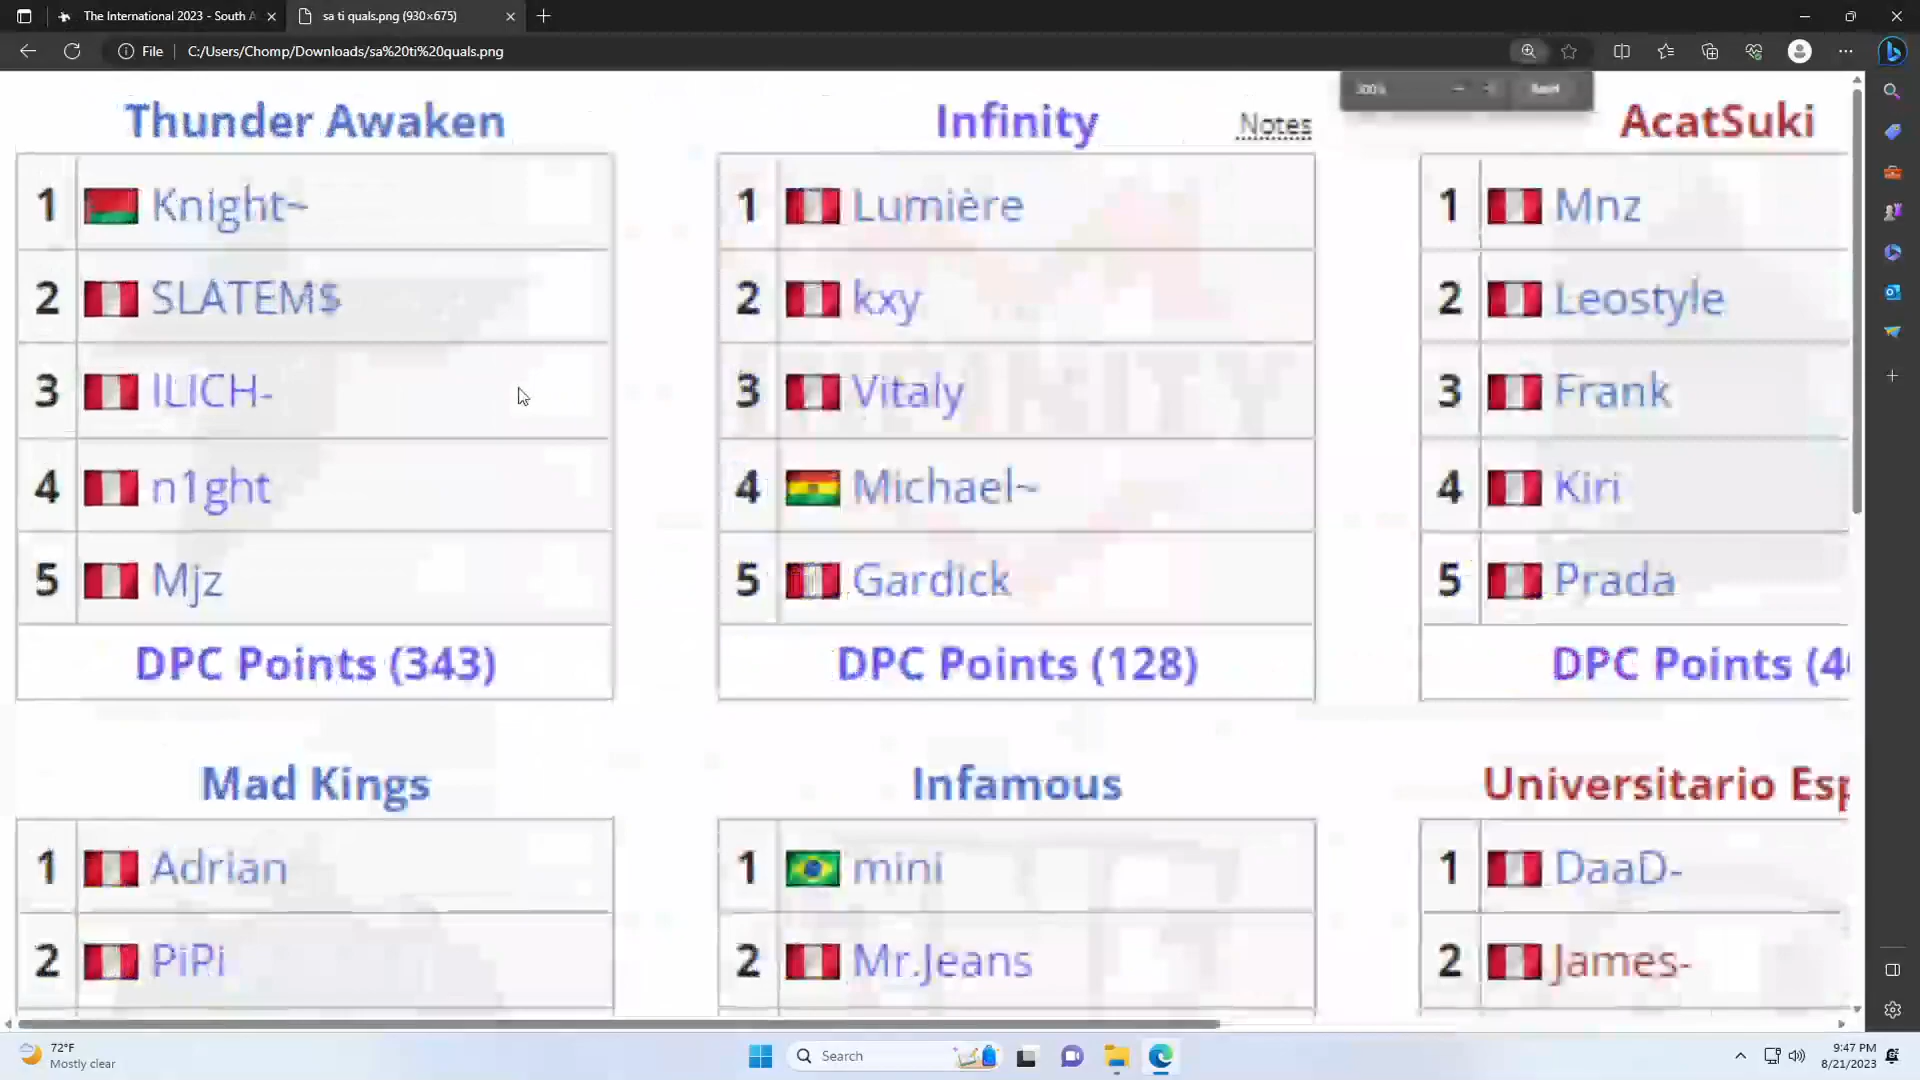 The International 2023 - South A
sa ti quals.png (930×675)
File
C:/Users/Chomp/Downloads/sa%20ti%20quals.png
300%
Reset
Thunder Awaken
1 Knight~
2 SLATEM$
3 ILICH-
4 n1ght
5 Mjz
DPC Points (343)
Infinity
Notes
1 Lumière
2 kxy
3 Vitaly
4 Michael~
5 Gardick
DPC Points (128)
AcatSuki
1 Mnz
2 Leostyle
3 Frank
4 Kiri
5 Prada
DPC Points (4
Mad Kings
1 Adrian
2 PiPi
Infamous
1 mini
2 Mr.Jeans
Universitario Esp
1 DaaD-
2 James-
72°F
Mostly clear
Search
9:47 PM
8/21/2023